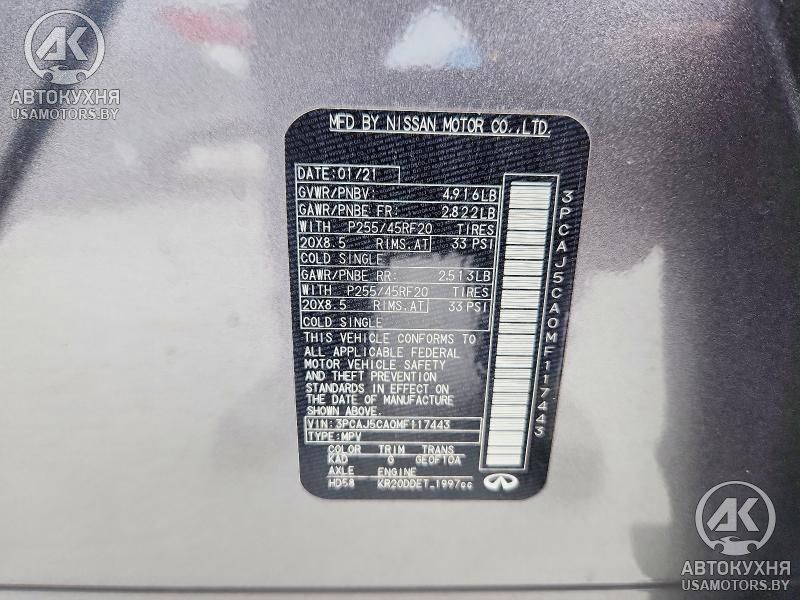 AK
АВТОКУХНЯ
USAMOTORS.BY
MFD BY NISSAN MOTOR CO.,LTD.
DATE:01/21
GVWR/PNBV: 4,916LB
GAWR/PNBE FR: 2,822LB
WITH P255/45RF20 TIRES
20X8.5 RIMS.AT 33 PSI
COLD SINGLE
GAWR/PNBE RR: 2,513LB
WITH P255/45RF20 TIRES
20X8.5 RIMS.AT 33 PSI
COLD SINGLE
THIS VEHICLE CONFORMS TO
ALL APPLICABLE FEDERAL
MOTOR VEHICLE SAFETY
AND THEFT PREVENTION
STANDARDS IN EFFECT ON
THE DATE OF MANUFACTURE
SHOWN ABOVE.
VIN:3PCAJ5CA0MF117443
TYPE:MPV
COLOR TRIM TRANS
KAD G GE0FT0A
AXLE ENGINE
HD58 KR20DDET_1997cc
3PCAJ5CA0MF117443
AK
АВТОКУХНЯ
USAMOTORS.BY